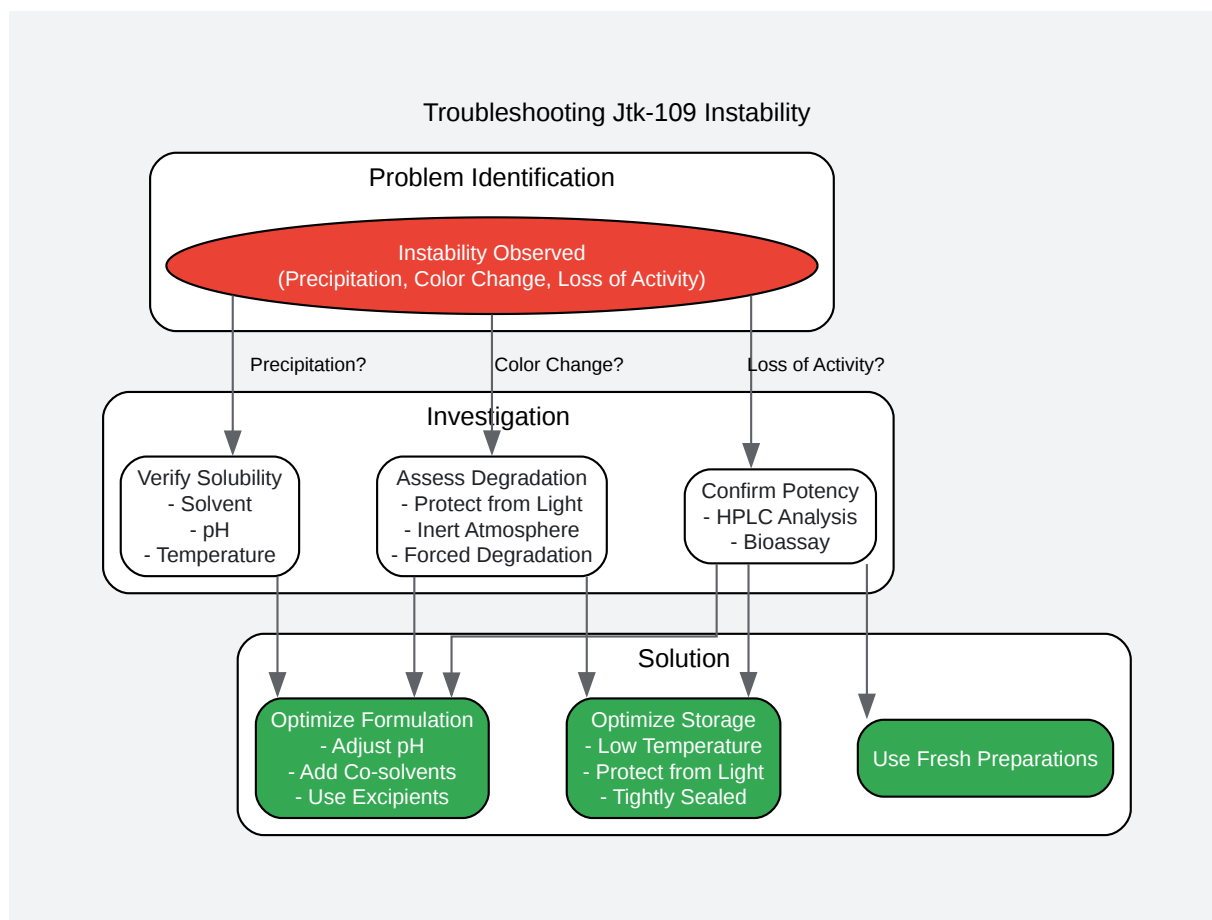 Troubleshooting Jtk-109 Instability
Problem Identification
Instability Observed
(Precipitation, Color Change, Loss of Activity)
Precipitation?
Color Change?
Loss of Activity?
Investigation
Verify Solubility
- Solvent
- pH
- Temperature
Assess Degradation
- Protect from Light
- Inert Atmosphere
- Forced Degradation
Confirm Potency
- HPLC Analysis
- Bioassay
Solution
Optimize Formulation
- Adjust pH
- Add Co-solvents
- Use Excipients
Optimize Storage
- Low Temperature
- Protect from Light
- Tightly Sealed
Use Fresh Preparations